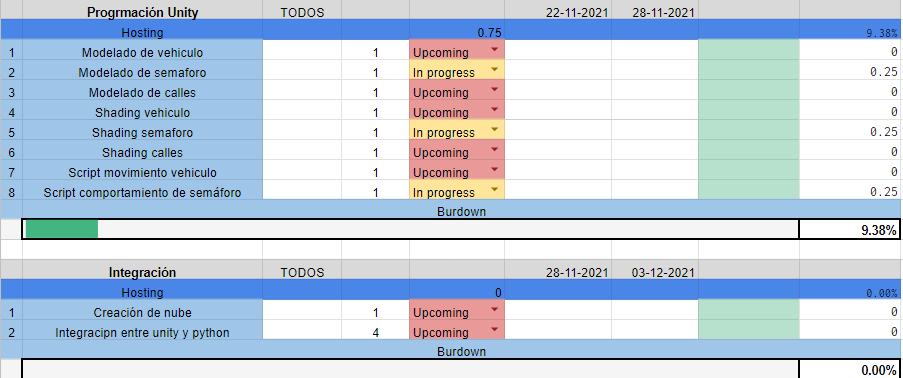 Progrmación Unity TODOS 22-11-2021 28-11-2021
Hosting 0.75 9.38%
1 Modelado de vehiculo 1 Upcoming 0
2 Modelado de semaforo 1 In progress 0.25
3 Modelado de calles 1 Upcoming 0
4 Shading vehiculo 1 Upcoming 0
5 Shading semaforo 1 In progress 0.25
6 Shading calles 1 Upcoming 0
7 Script movimiento vehiculo 1 Upcoming 0
8 Script comportamiento de semáforo 1 In progress 0.25
Burdown
9.38%
Integración TODOS 28-11-2021 03-12-2021
Hosting 0 0.00%
1 Creación de nube 1 Upcoming 0
2 Integracipn entre unity y python 4 Upcoming 0
Burdown
0.00%